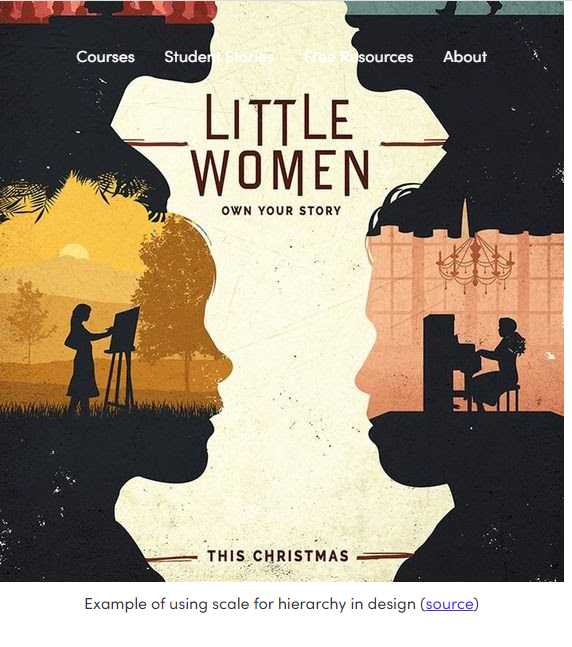 Courses Student Stories Free Resources About
LITTLE
WOMEN
OWN YOUR STORY
THIS CHRISTMAS
Example of using scale for hierarchy in design (source)